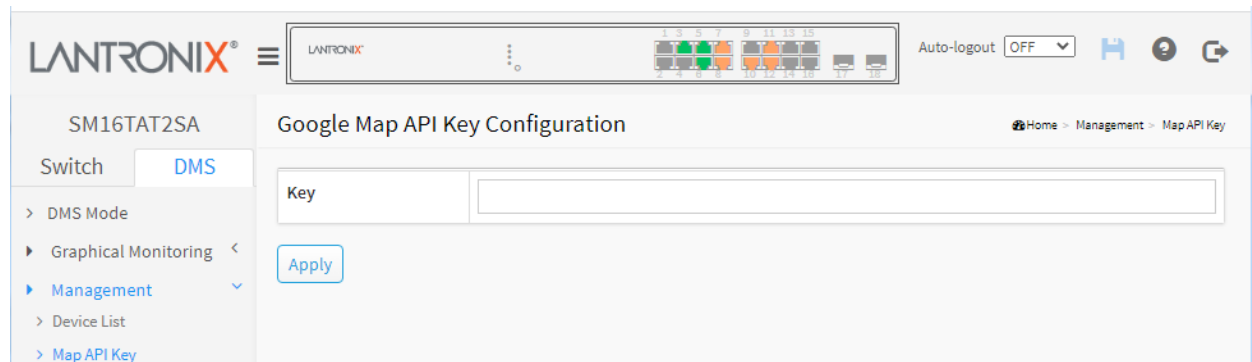 LANTRONIX®
LANTRONIX
1 3 5 7 9 11 13 15
2 4 6 8 10 12 14 16 17 18
Auto-logout OFF
SM16TAT2SA
Switch DMS
> DMS Mode
Graphical Monitoring
Management
> Device List
> Map API Key
Google Map API Key Configuration
Home > Management > Map API Key
Key
Apply